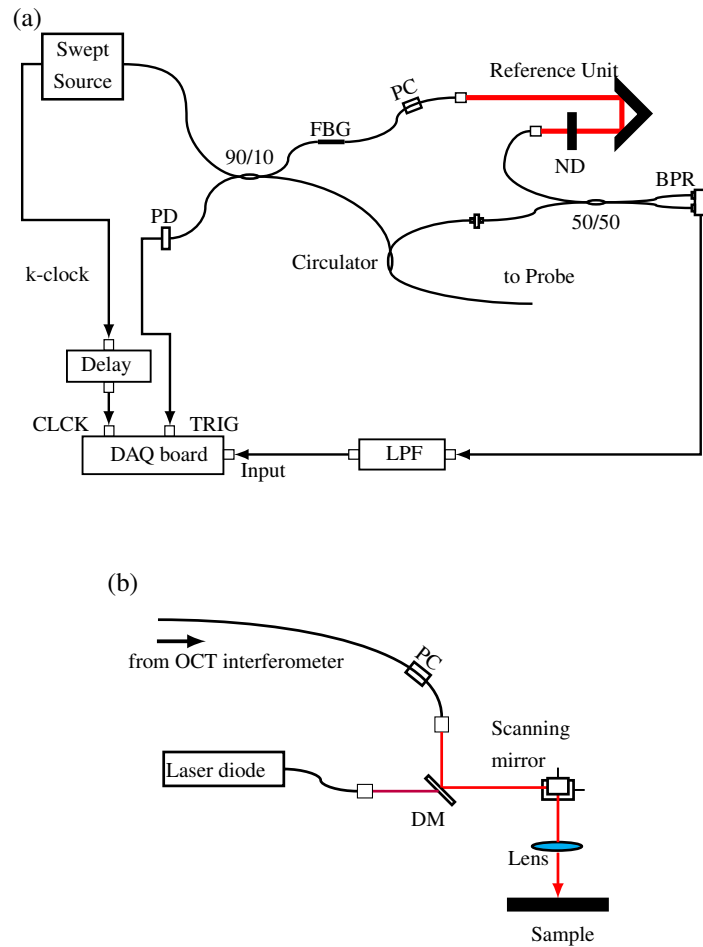 (a)
Swept
Source
Reference Unit
PC
FBG
90/10
ND
BPR
PD
50/50
Circulator
k-clock
to Probe
Delay
CLCK
TRIG
DAQ board
LPF
Input
(b)
PC
from OCT interferometer
Scanning
mirror
Laser diode
DM
Lens
Sample